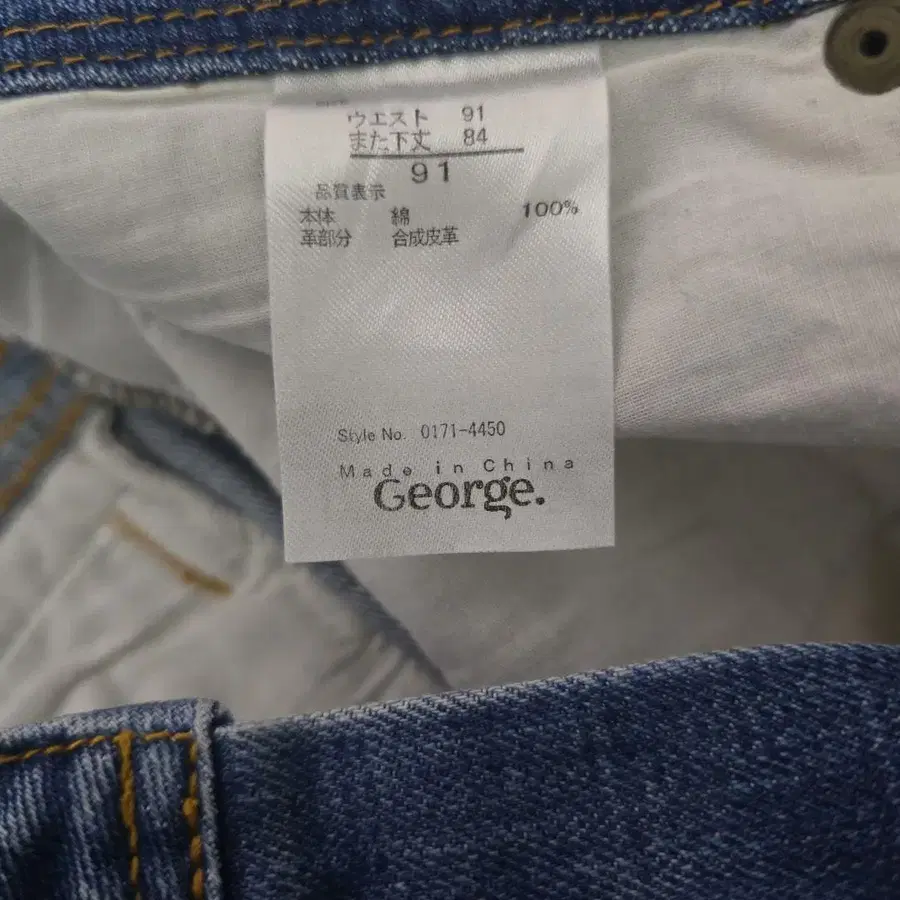 ウエスト 91
また下丈 84
91
品質表示
本体 綿 100%
革部分 合成皮革
Style No. 0171-4450
Made in China
George.